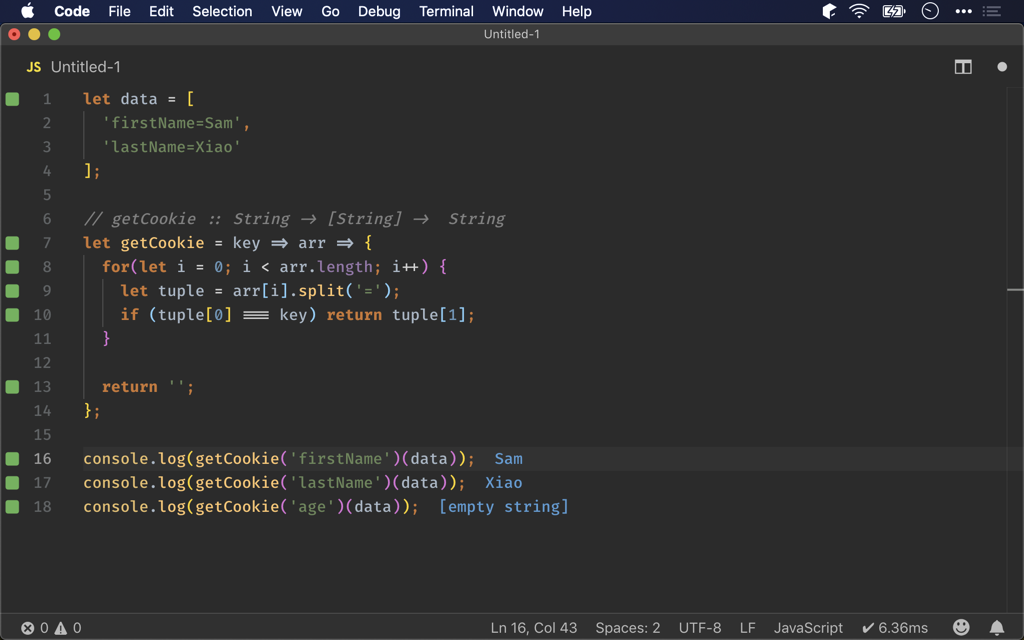 Code File Edit Selection View Go Debug Terminal Window Help
Untitled-1
JS Untitled-1
1 let data = [
2 'firstName=Sam',
3 'lastName=Xiao'
4 ];
5
6 // getCookie :: String → [String] → String
7 let getCookie = key ⇒ arr ⇒ {
8 for(let i = 0; i < arr.length; i++) {
9 let tuple = arr[i].split('=');
10 if (tuple[0] === key) return tuple[1];
11 }
12
13 return '';
14 };
15
16 console.log(getCookie('firstName')(data)); Sam
17 console.log(getCookie('lastName')(data)); Xiao
18 console.log(getCookie('age')(data)); [empty string]
0 0 Ln 16, Col 43 Spaces: 2 UTF-8 LF JavaScript ✔ 6.36ms